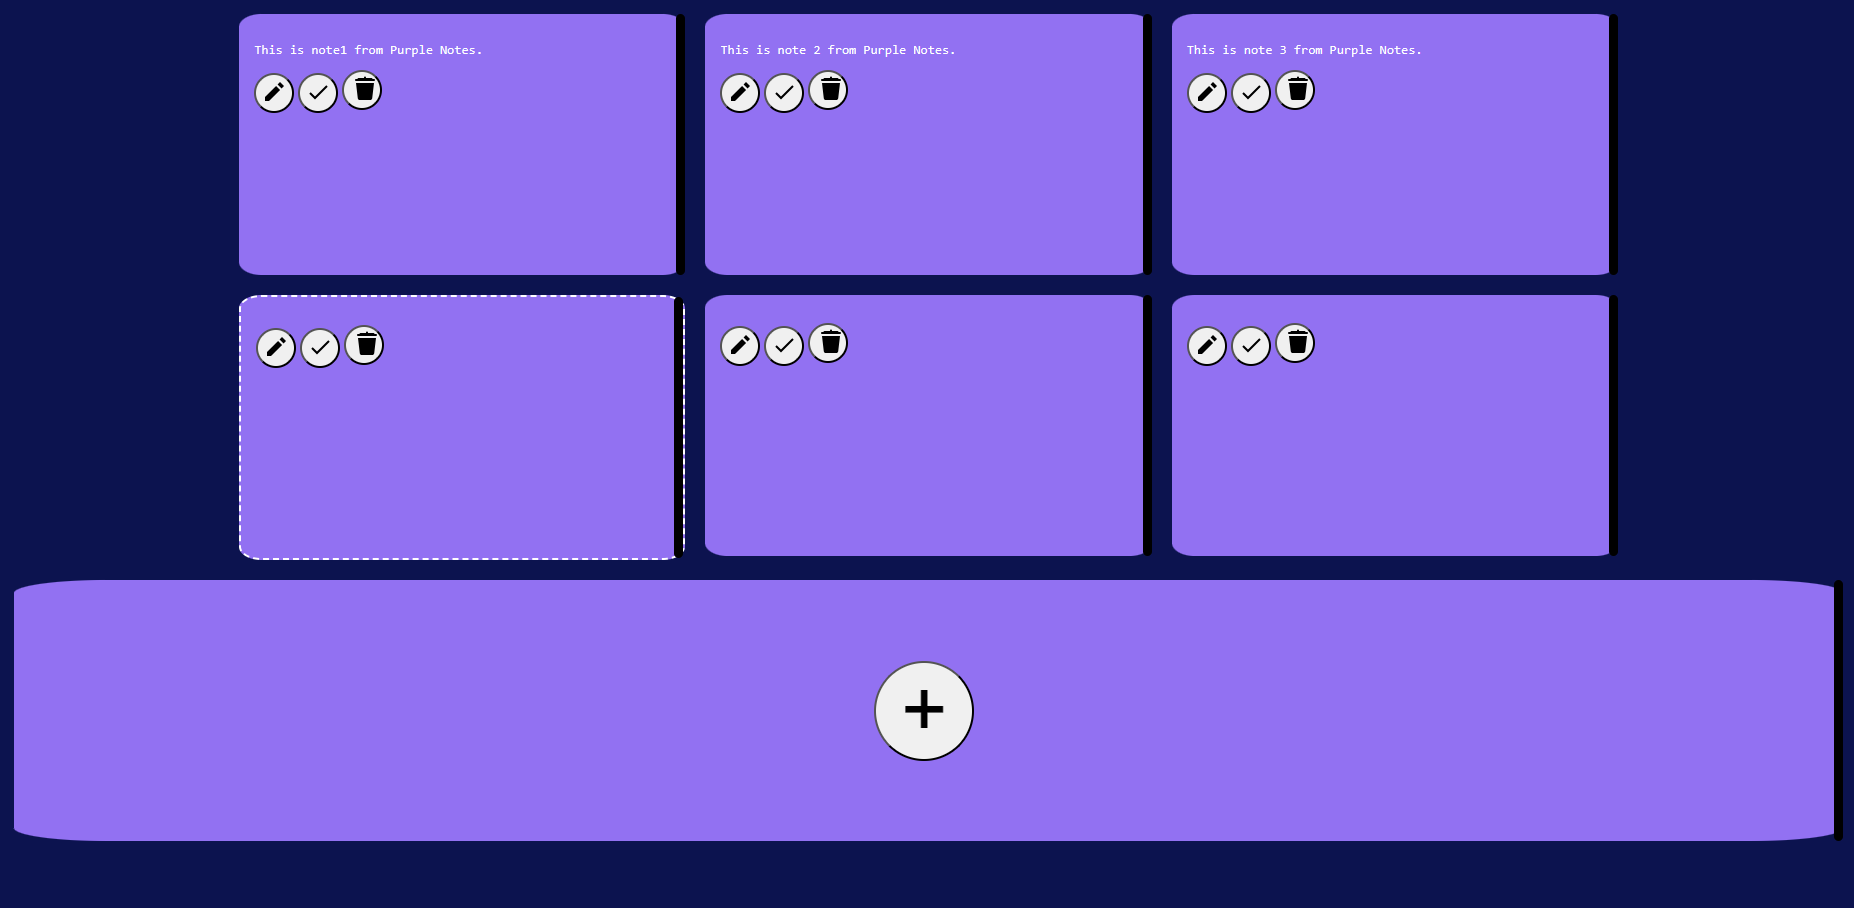 This is note1 from Purple Notes.
This is note 2 from Purple Notes.
This is note 3 from Purple Notes.